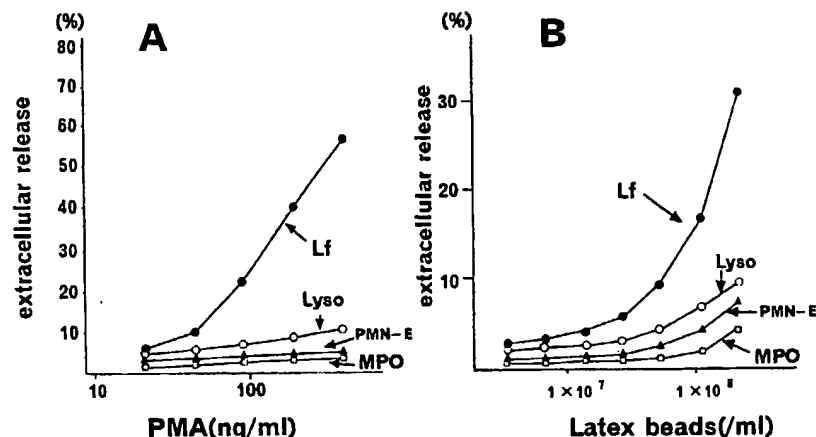 A
(%)
80
70
60
50
40
30
20
10
extracellular release
Lf
Lyso
PMN-E
MPO
10
100
PMA(ng/ml)
B
(%)
30
20
10
extracellular release
Lf
Lyso
PMN-E
MPO
1 × 10⁷
1 × 10⁸
Latex beads(/ml)